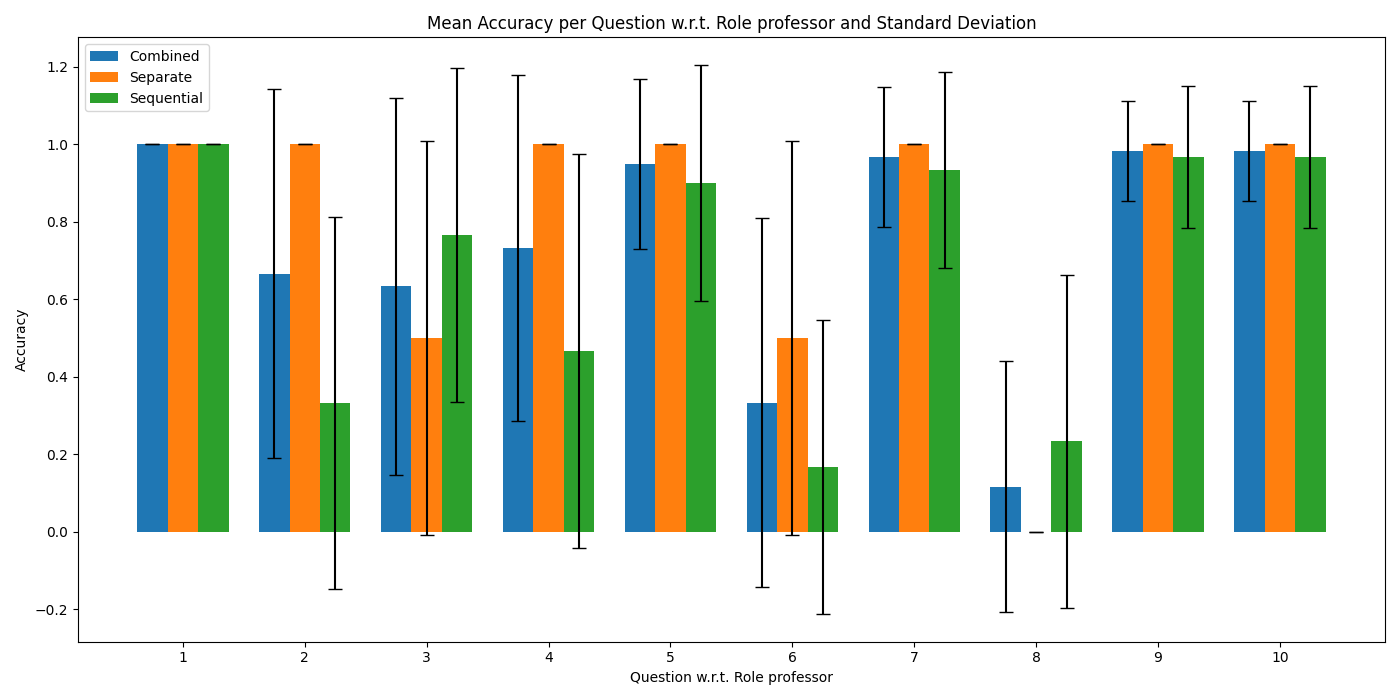 Mean Accuracy per Question w.r.t. Role professor and Standard Deviation
Combined
Separate
Sequential
Accuracy
1.2
1.0
0.8
0.6
0.4
0.2
0.0
−0.2
1 2 3 4 5 6 7 8 9 10
Question w.r.t. Role professor